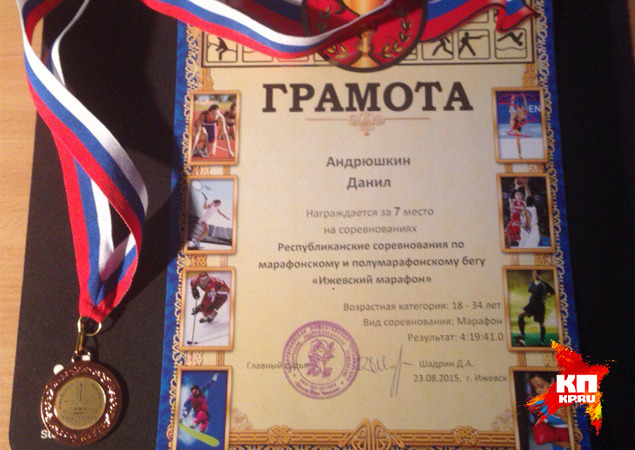 ГРАМОТА
Андрюшкин
Данил
Награждается за 7 место
на соревнованиях
Республиканские соревнования по
марафонскому и полумарафонскому бегу
«Ижевский марафон»
Возрастная категория: 18 - 34 лет
Вид соревнования: Марафон
Результат: 4:19:41.0
Главный судья Шадрин Д.А.
23.08.2015, г. Ижевск
КП
KP.RU